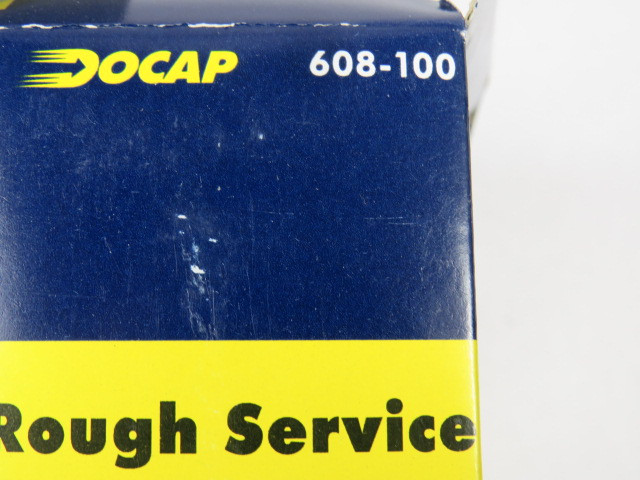 DOCAP 608-100
Rough Service